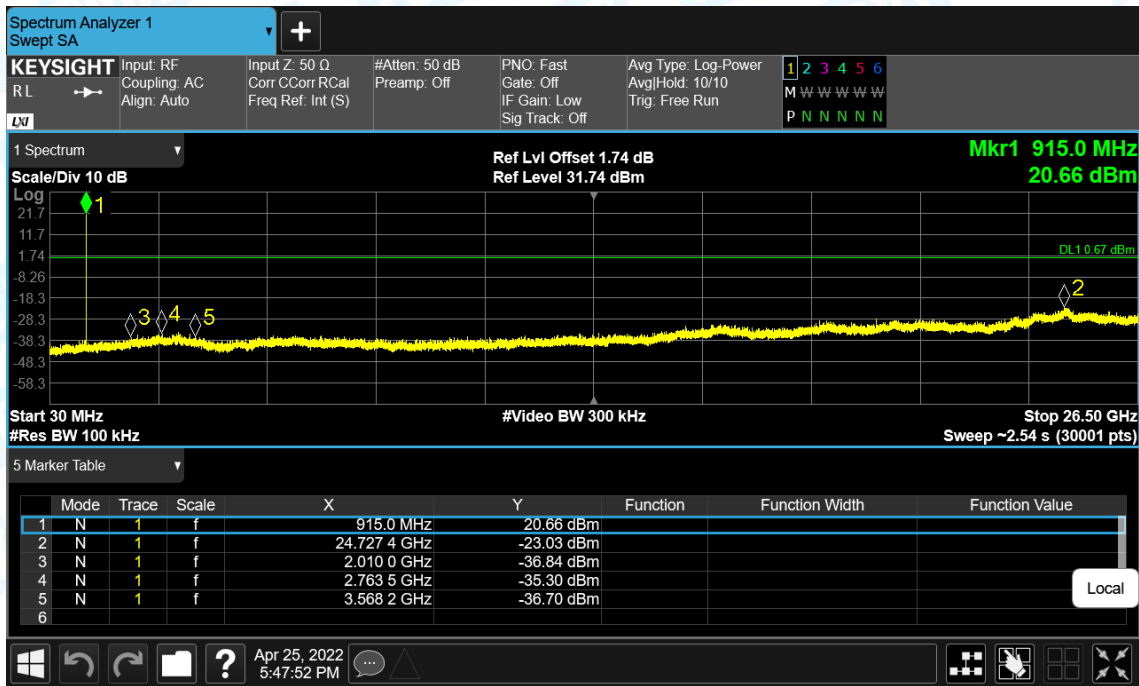 Spectrum Analyzer 1
Swept SA
KEYSIGHT
R L
LXI
Input: RF
Coupling: AC
Align: Auto
Input Z: 50 Ω
Corr CCorr RCal
Freq Ref: Int (S)
#Atten: 50 dB
Preamp: Off
PNO: Fast
Gate: Off
IF Gain: Low
Sig Track: Off
Avg Type: Log-Power
Avg|Hold: 10/10
Trig: Free Run
1 2 3 4 5 6
M W W W W W
P N N N N N
1 Spectrum
Scale/Div 10 dB
Ref Lvl Offset 1.74 dB
Ref Level 31.74 dBm
Mkr1 915.0 MHz
20.66 dBm
Log
21.7
11.7
1.74
-8.26
-18.3
-28.3
-38.3
-48.3
-58.3
1
DL1 0.67 dBm
2
3
4
5
Start 30 MHz
#Video BW 300 kHz
Stop 26.50 GHz
#Res BW 100 kHz
Sweep ~2.54 s (30001 pts)
5 Marker Table
Mode Trace Scale X Y Function Function Width Function Value
1 N 1 f 915.0 MHz 20.66 dBm
2 N 1 f 24.727 4 GHz -23.03 dBm
3 N 1 f 2.010 0 GHz -36.84 dBm
4 N 1 f 2.763 5 GHz -35.30 dBm
5 N 1 f 3.568 2 GHz -36.70 dBm
6
Local
?
Apr 25, 2022
5:47:52 PM